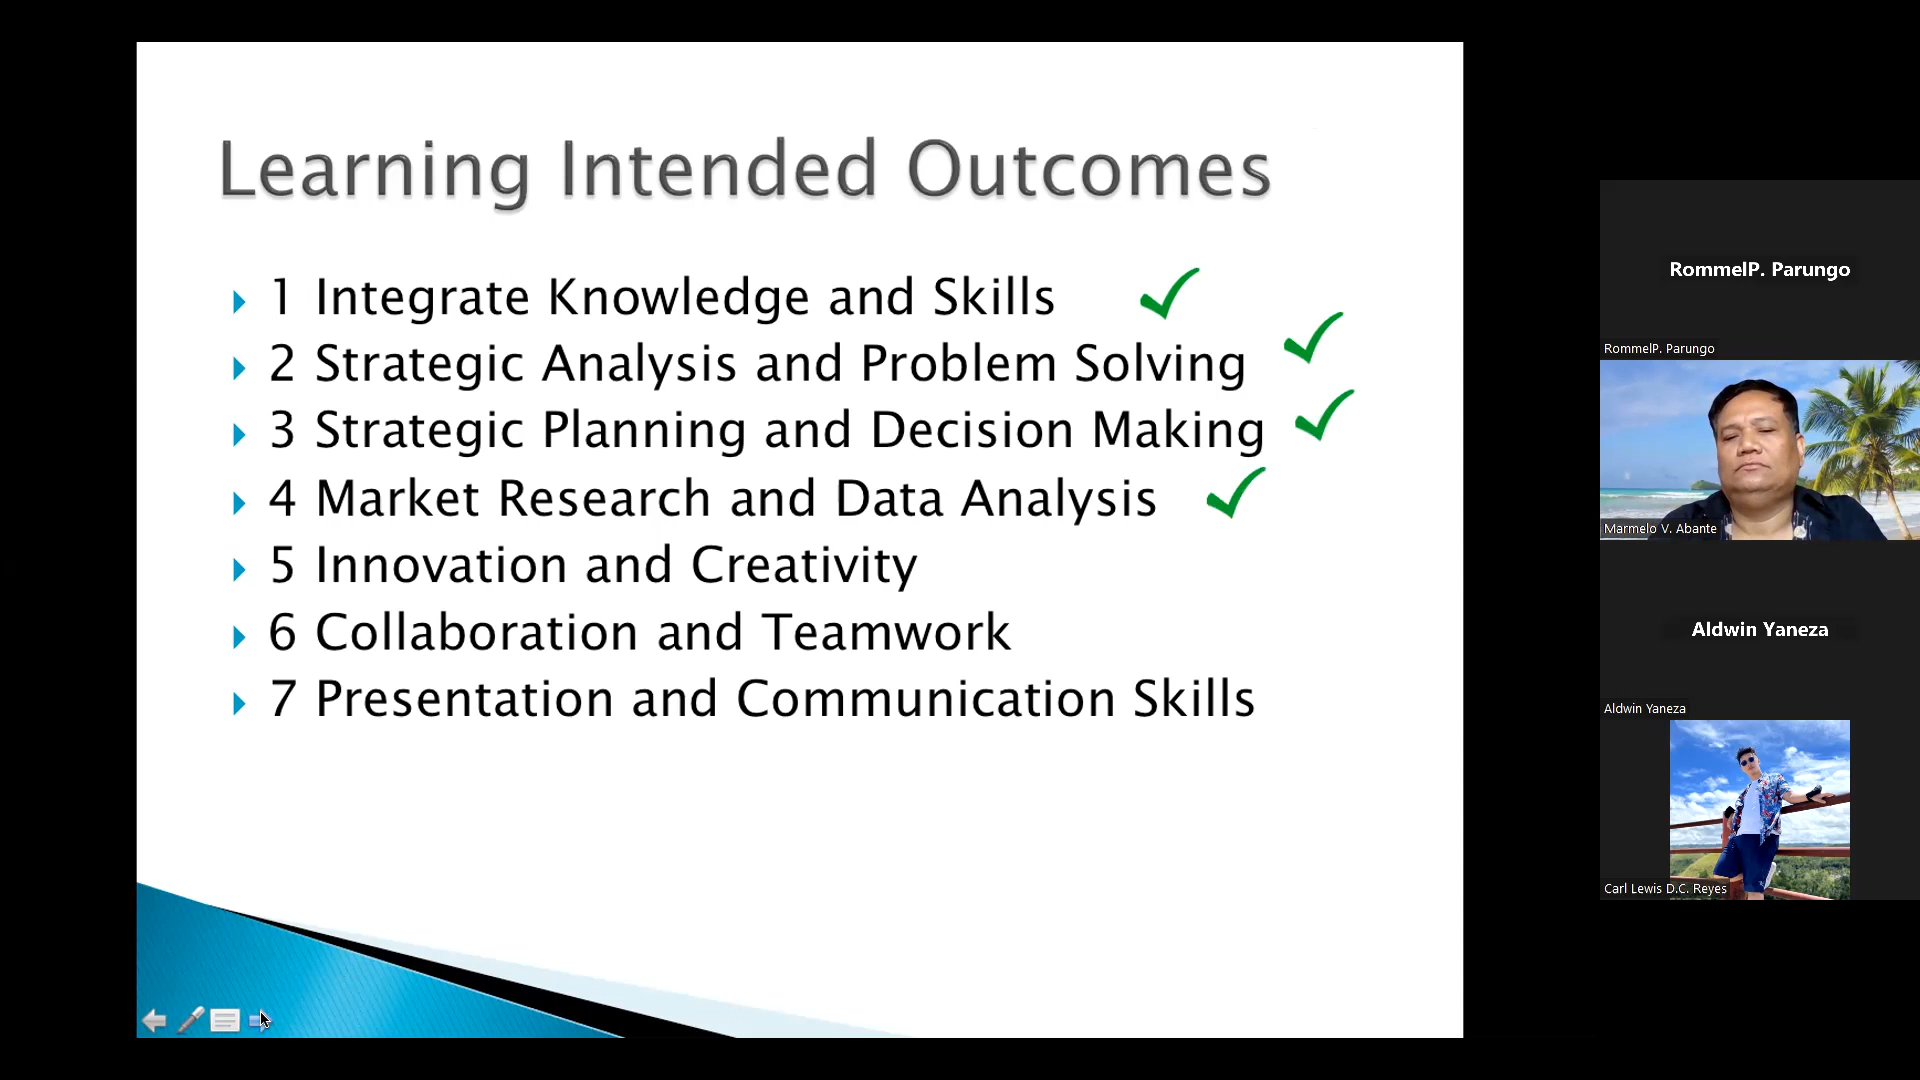 Learning Intended Outcomes
1 Integrate Knowledge and Skills
2 Strategic Analysis and Problem Solving
3 Strategic Planning and Decision Making
4 Market Research and Data Analysis
5 Innovation and Creativity
6 Collaboration and Teamwork
7 Presentation and Communication Skills
RommelP. Parungo
RommelP. Parungo
Marmelo V. Abante
Aldwin Yaneza
Aldwin Yaneza
Carl Lewis D.C. Reyes